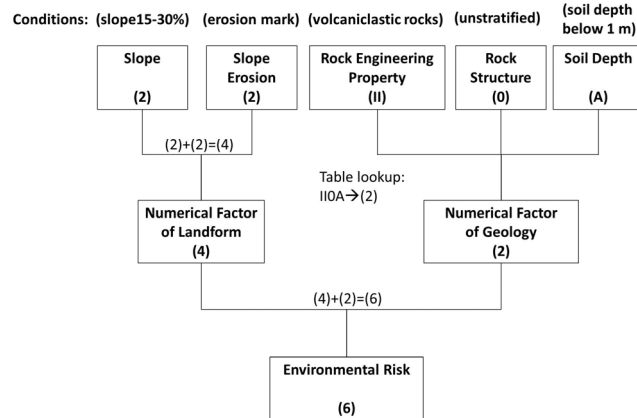 Conditions: (slope15-30%) (erosion mark) (volcaniclastic rocks) (unstratified) (soil depth
below 1 m)
Slope
(2)
Slope
Erosion
(2)
Rock Engineering
Property
(II)
Rock
Structure
(0)
Soil Depth
(A)
(2)+(2)=(4)
Table lookup:
II0A→(2)
Numerical Factor
of Landform
(4)
Numerical Factor
of Geology
(2)
(4)+(2)=(6)
Environmental Risk
(6)